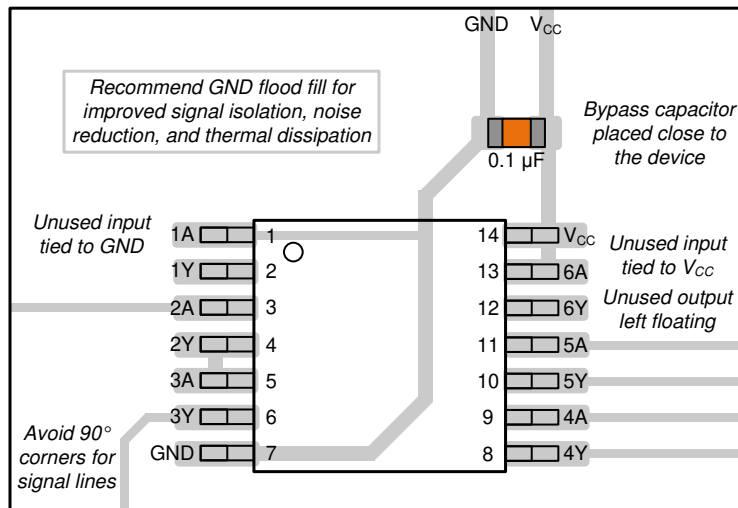 GND VCC
Recommend GND flood fill for
improved signal isolation, noise
reduction, and thermal dissipation
Bypass capacitor
placed close to
the device
0.1 µF
Unused input
tied to GND
1A 1 14 VCC
1Y 2 13 6A
2A 3 12 6Y
2Y 4 11 5A
3A 5 10 5Y
3Y 6 9 4A
GND 7 8 4Y
Unused input
tied to VCC
Unused output
left floating
Avoid 90°
corners for
signal lines